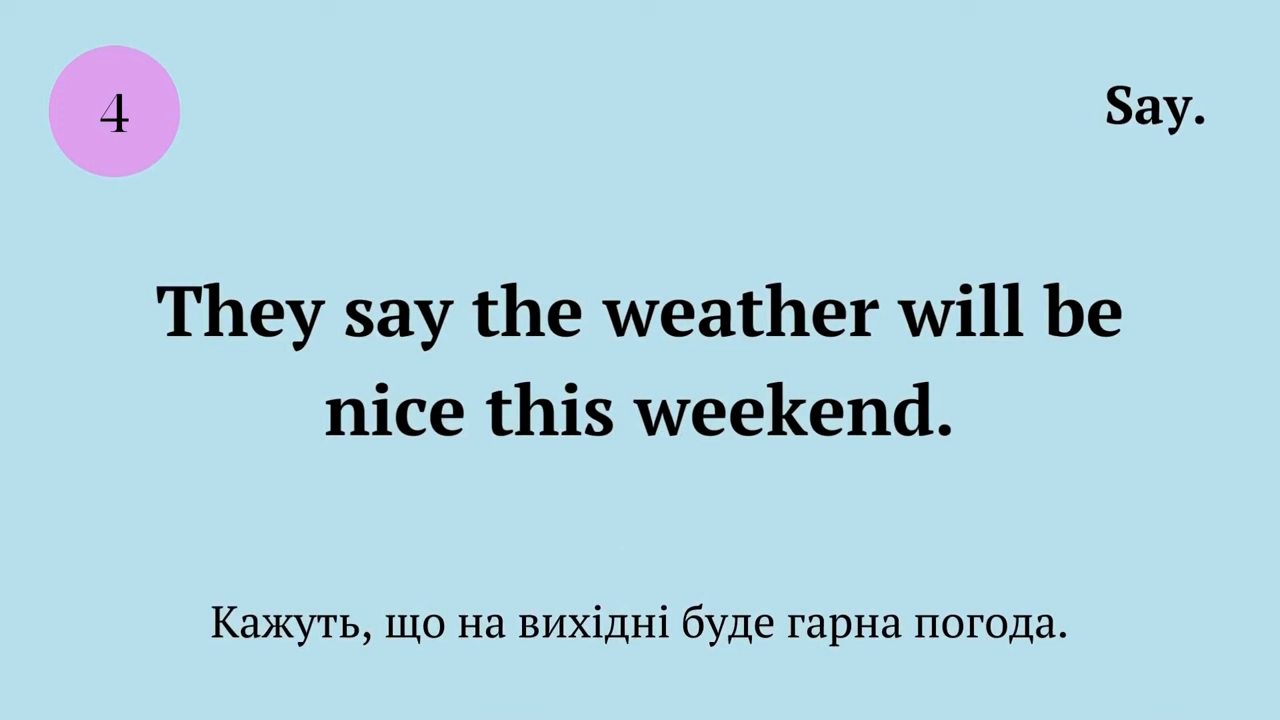 4
Say.
They say the weather will be
nice this weekend.
Кажуть, що на вихідні буде гарна погода.